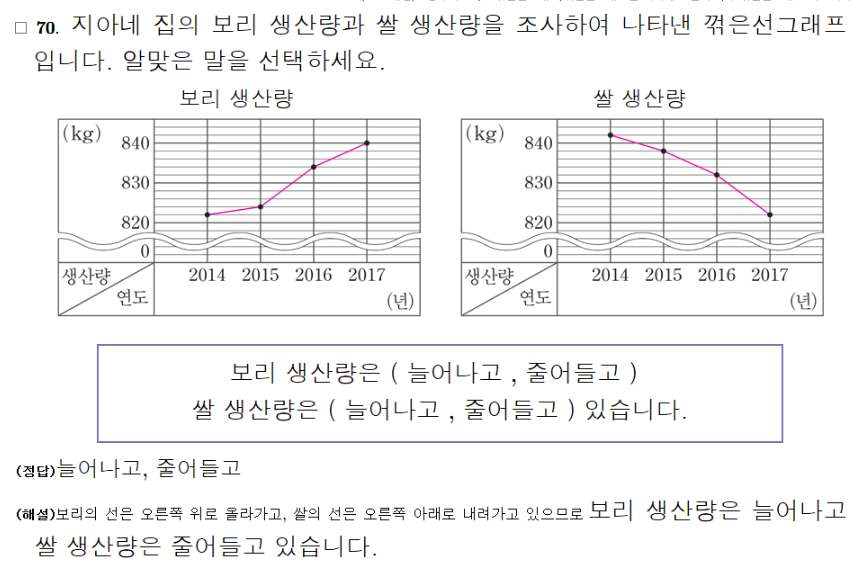 □ 70. 지아네 집의 보리 생산량과 쌀 생산량을 조사하여 나타낸 꺾은선그래프
입니다. 알맞은 말을 선택하세요.
보리 생산량
(kg)
840
830
820
0
생산량
연도
2014 2015 2016 2017
(년)
쌀 생산량
(kg)
840
830
820
0
생산량
연도
2014 2015 2016 2017
(년)
보리 생산량은 ( 늘어나고 , 줄어들고 )
쌀 생산량은 ( 늘어나고 , 줄어들고 ) 있습니다.
(정답)늘어나고, 줄어들고
(해설)보리의 선은 오른쪽 위로 올라가고, 쌀의 선은 오른쪽 아래로 내려가고 있으므로 보리 생산량은 늘어나고
쌀 생산량은 줄어들고 있습니다.